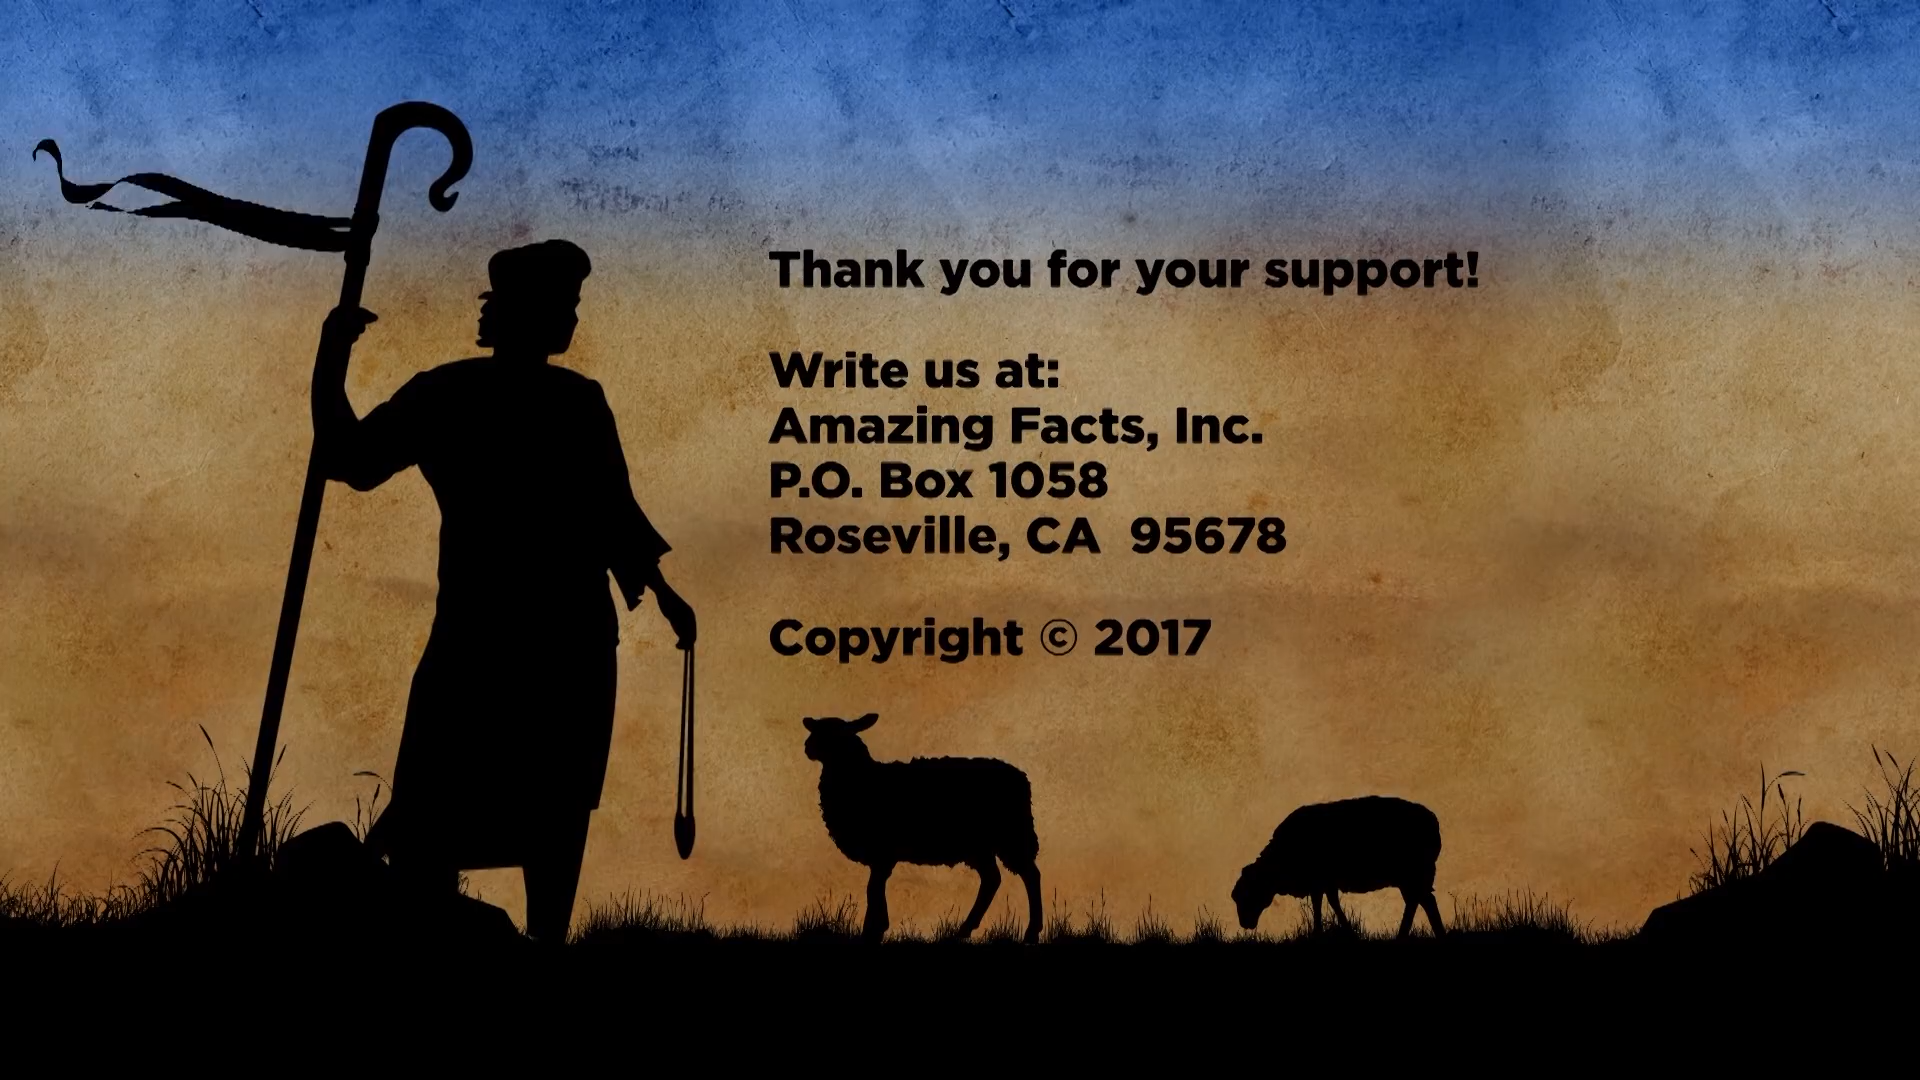 Thank you for your support!
Write us at:
Amazing Facts, Inc.
P.O. Box 1058
Roseville, CA  95678
Copyright © 2017